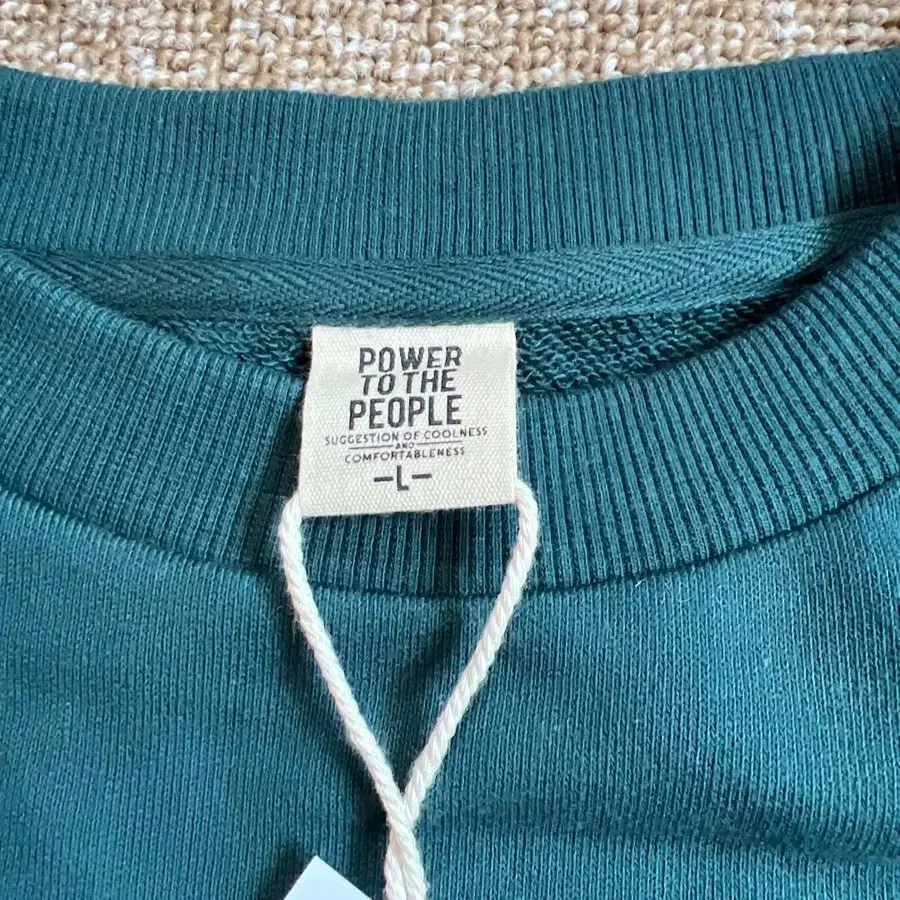 POWER
TO THE
PEOPLE
SUGGESTION OF COOLNESS
AND
COMFORTABLENESS
-L-